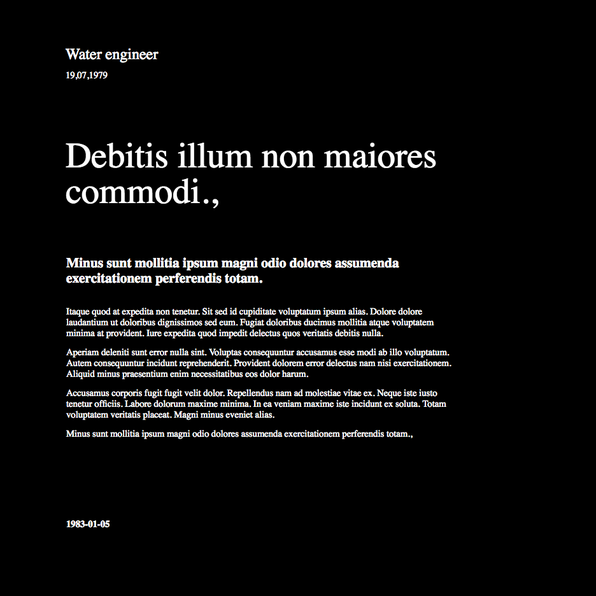 Water engineer
19,07,1979
Debitis illum non maiores
commodi.,
Minus sunt mollitia ipsum magni odio dolores assumenda
exercitationem perferendis totam.
Itaque quod at expedita non tenetur. Sit sed id cupiditate voluptatum ipsum alias. Dolore dolore
laudantium ut doloribus dignissimos sed eum. Fugiat doloribus ducimus mollitia atque voluptatem
minima at provident. Iure expedita quod impedit delectus quos veritatis debitis nulla.
Aperiam deleniti sunt error nulla sint. Voluptas consequuntur accusamus esse modi ab illo voluptatum.
Autem consequuntur incidunt reprehenderit. Provident dolorem error delectus nam nisi exercitationem.
Aliquid minus praesentium enim necessitatibus eos dolor harum.
Accusamus corporis fugit fugit velit dolor. Repellendus nam ad molestiae vitae ex. Neque iste iusto
tenetur officiis. Labore dolorum maxime minima. In ea veniam maxime iste incidunt ex soluta. Totam
voluptatem veritatis placeat. Magni minus eveniet alias.
Minus sunt mollitia ipsum magni odio dolores assumenda exercitationem perferendis totam.,
1983-01-05